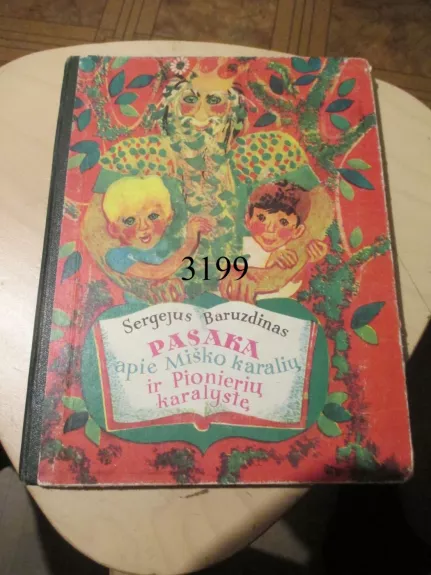 3199
Sergejus Baruzdinas
PASAKA
apie Miško karalių
ir Pionierių
karalystę